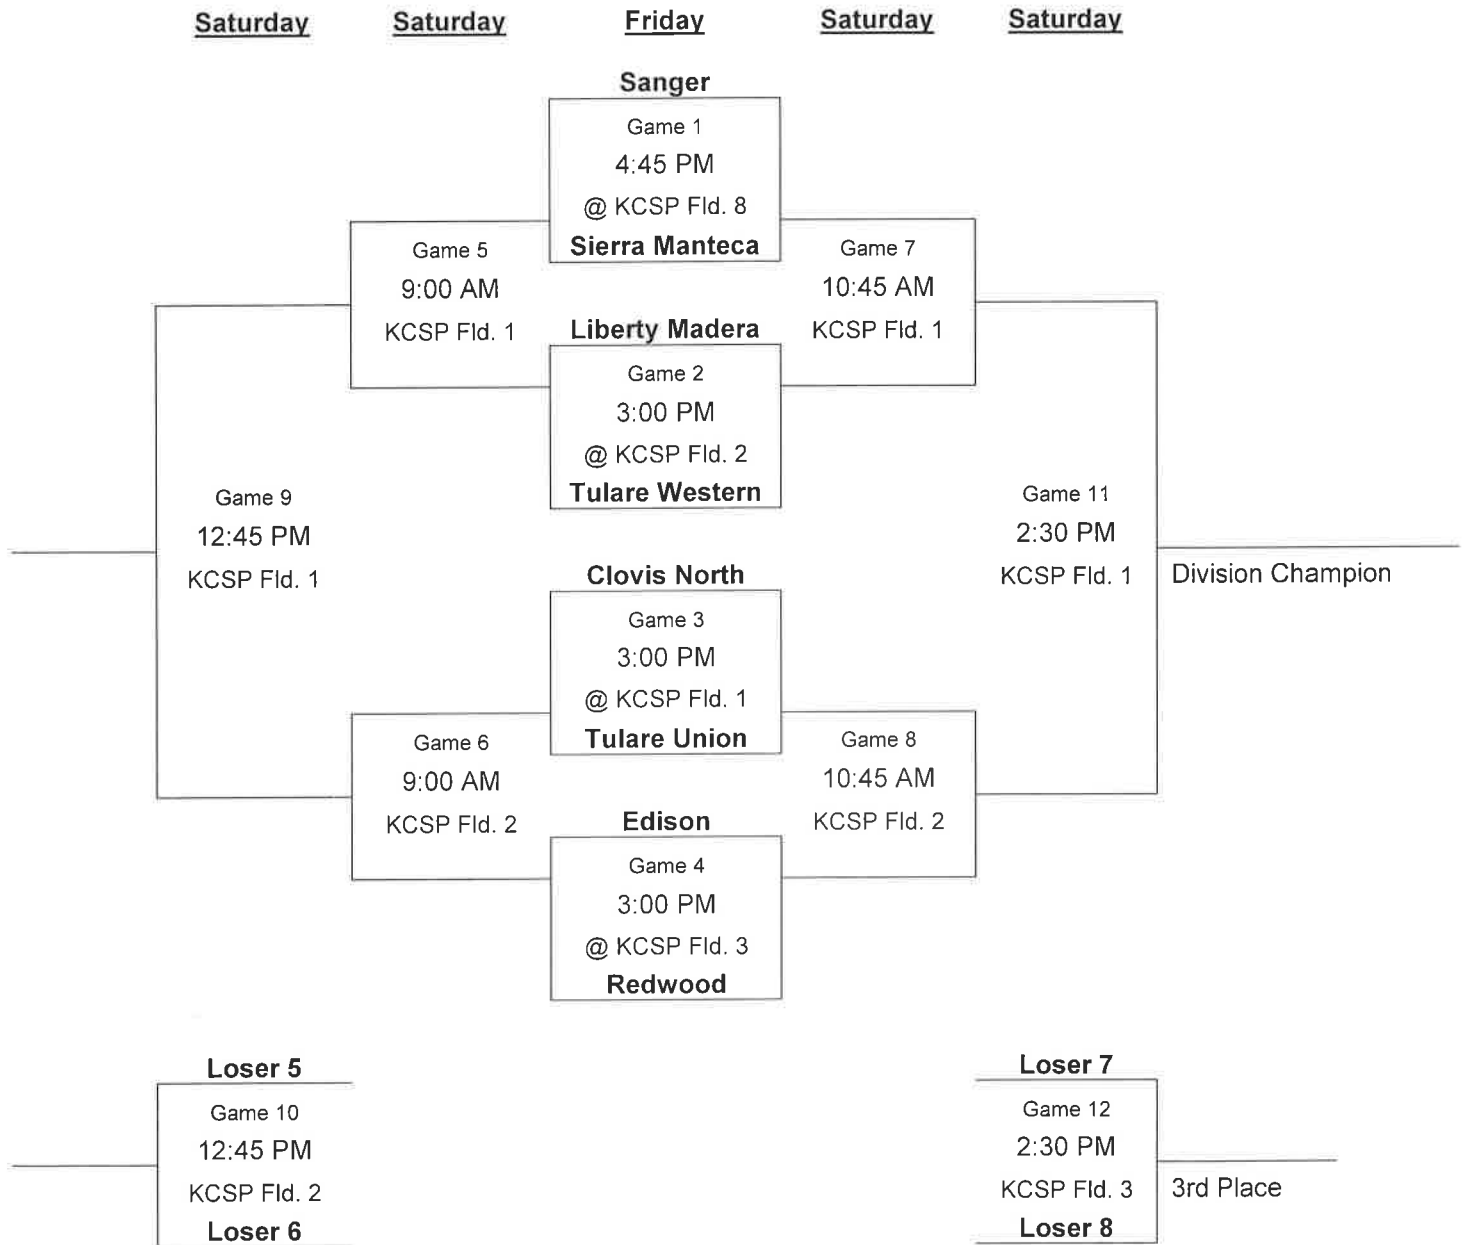 Saturday
Saturday
Friday
Saturday
Saturday
Sanger
Game 1
4:45 PM
@ KCSP Fld. 8
Sierra Manteca
Game 5
9:00 AM
KCSP Fld. 1
Game 7
10:45 AM
KCSP Fld. 1
Liberty Madera
Game 2
3:00 PM
@ KCSP Fld. 2
Tulare Western
Game 9
12:45 PM
KCSP Fld. 1
Game 11
2:30 PM
KCSP Fld. 1
Division Champion
Clovis North
Game 3
3:00 PM
@ KCSP Fld. 1
Tulare Union
Game 6
9:00 AM
KCSP Fld. 2
Game 8
10:45 AM
KCSP Fld. 2
Edison
Game 4
3:00 PM
@ KCSP Fld. 3
Redwood
Loser 5
Game 10
12:45 PM
KCSP Fld. 2
Loser 6
Loser 7
Game 12
2:30 PM
KCSP Fld. 3
3rd Place
Loser 8